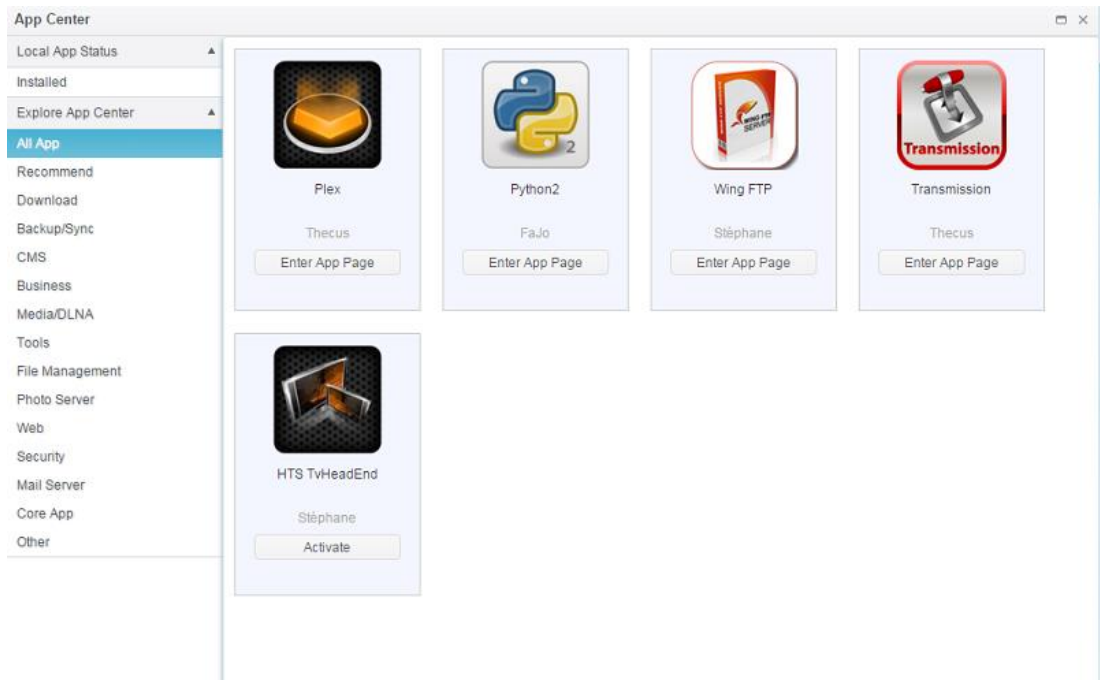 App Center
Local App Status
Installed
Explore App Center
All App
Recommend
Download
Backup/Sync
CMS
Business
Media/DLNA
Tools
File Management
Photo Server
Web
Security
Mail Server
Core App
Other
Plex
Thecus
Enter App Page
2
Python2
FaJo
Enter App Page
WING FTP
SERVER
Wing FTP
Stéphane
Enter App Page
Transmission
Transmission
Thecus
Enter App Page
HTS TvHeadEnd
Stéphane
Activate